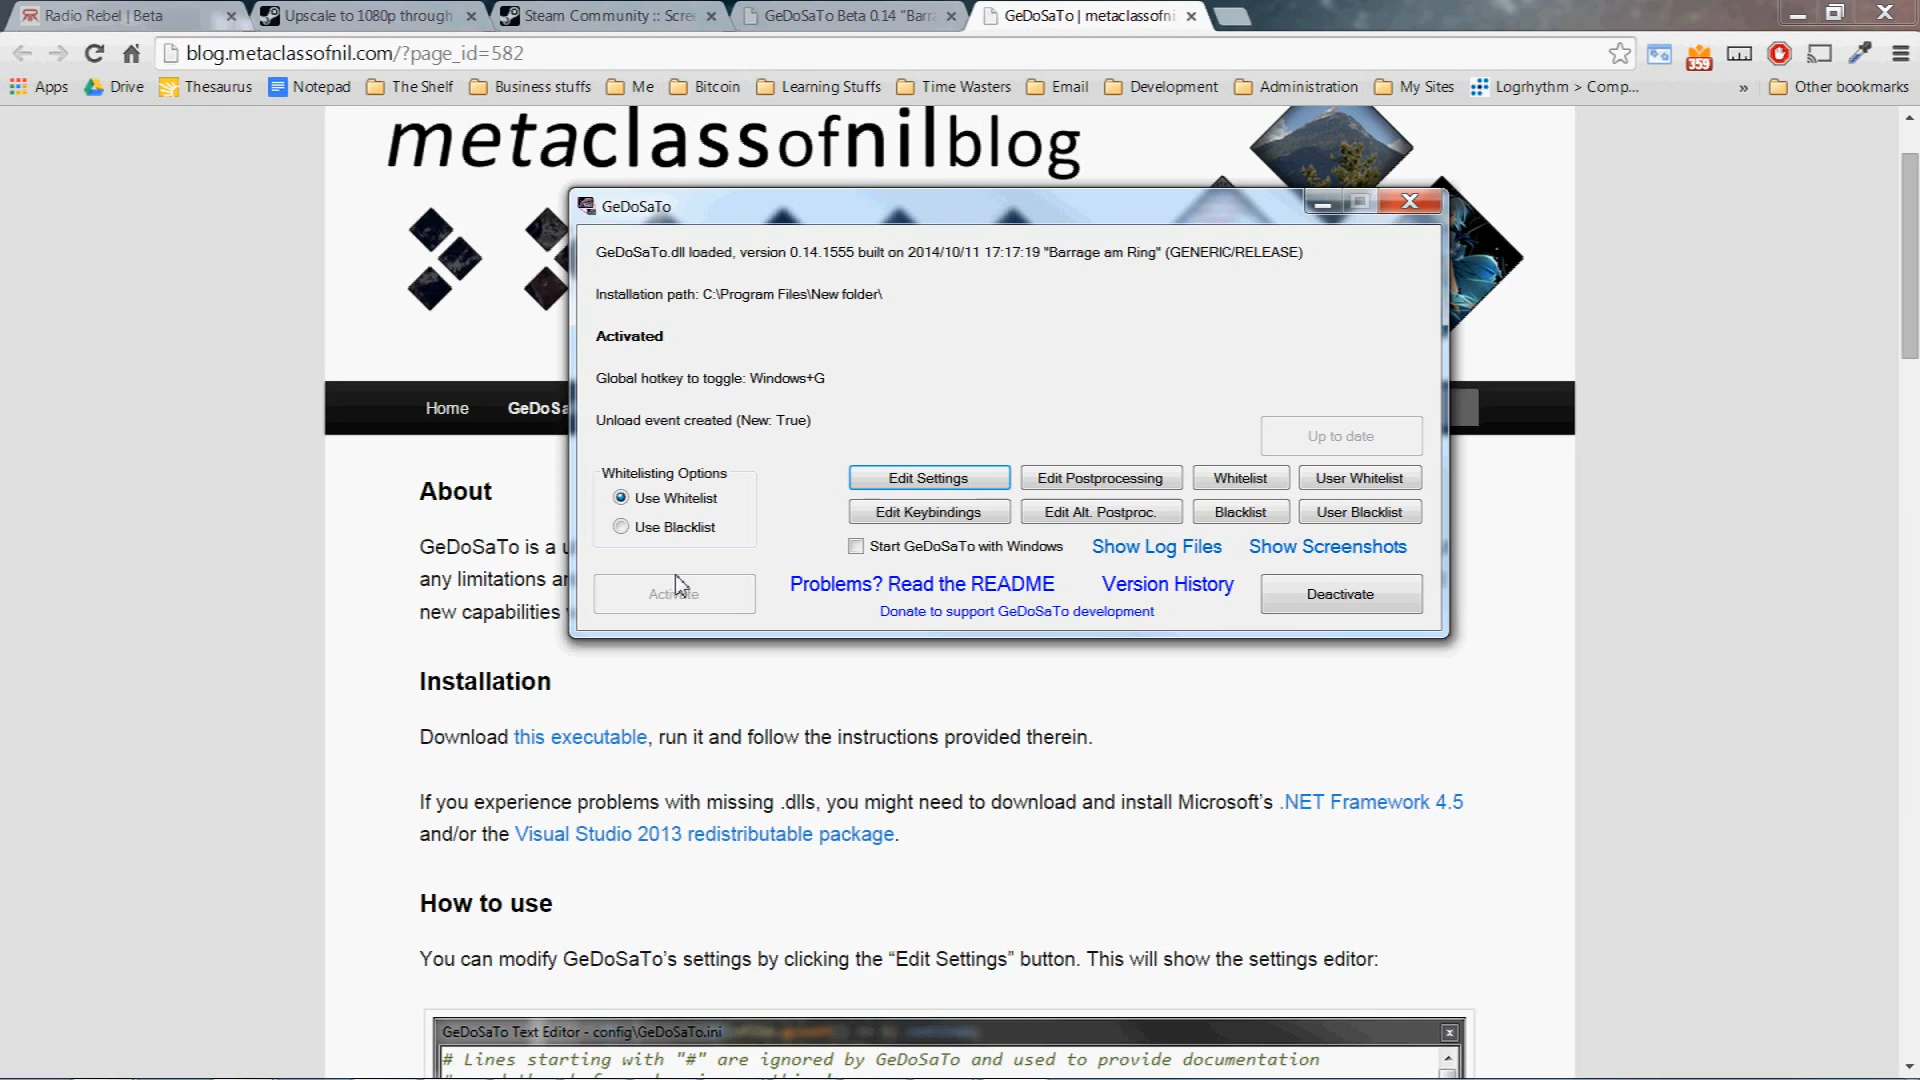 Radio Rebel | Beta
Upscale to 1080p through
Steam Community :: Scre
GeDoSaTo Beta 0.14 "Barra
GeDoSaTo | metaclassofni
blog.metaclassofnil.com/?page_id=582
359
Apps
Drive
Thesaurus
Notepad
The Shelf
Business stuffs
Me
Bitcoin
Learning Stuffs
Time Wasters
Email
Development
Administration
My Sites
Logrhythm > Comp...
»
Other bookmarks
metaclassofnilblog
GeDoSaTo
GeDoSaTo.dll loaded, version 0.14.1555 built on 2014/10/11 17:17:19 "Barrage am Ring" (GENERIC/RELEASE)
Installation path: C:\Program Files\New folder\
Activated
Global hotkey to toggle: Windows+G
Unload event created (New: True)
Up to date
Whitelisting Options
Use Whitelist
Use Blacklist
Edit Settings
Edit Postprocessing
Whitelist
User Whitelist
Edit Keybindings
Edit Alt. Postproc.
Blacklist
User Blacklist
Start GeDoSaTo with Windows
Show Log Files
Show Screenshots
Activate
Problems? Read the README
Version History
Donate to support GeDoSaTo development
Deactivate
Home
GeDoSa
About
GeDoSaTo is a u
any limitations a
new capabilities
Installation
Download this executable, run it and follow the instructions provided therein.
If you experience problems with missing .dlls, you might need to download and install Microsoft's .NET Framework 4.5
and/or the Visual Studio 2013 redistributable package.
How to use
You can modify GeDoSaTo's settings by clicking the “Edit Settings” button. This will show the settings editor:
GeDoSaTo Text Editor - config\GeDoSaTo.ini
# Lines starting with "#" are ignored by GeDoSaTo and used to provide documentation